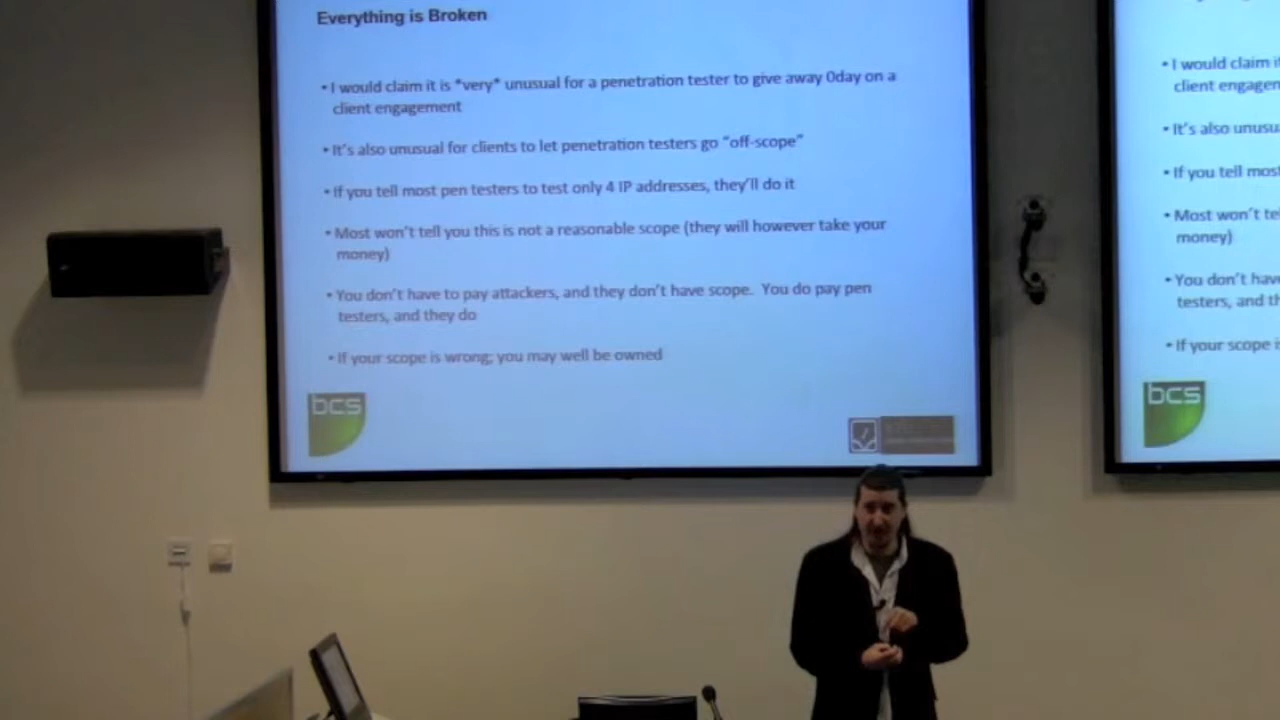 Everything is Broken
• I would claim it is *very* unusual for a penetration tester to give away 0day on a
client engagement
• It's also unusual for clients to let penetration testers go "off-scope"
• If you tell most pen testers to test only 4 IP addresses, they'll do it
• Most won't tell you this is not a reasonable scope (they will however take your
money)
• You don't have to pay attackers, and they don't have scope. You do pay pen
testers, and they do
• If your scope is wrong; you may well be owned
bcs
• I would claim
client
• It's also
• If you tell most
• Most won't
money)
• You don't
testers, and
• If your scope
bcs